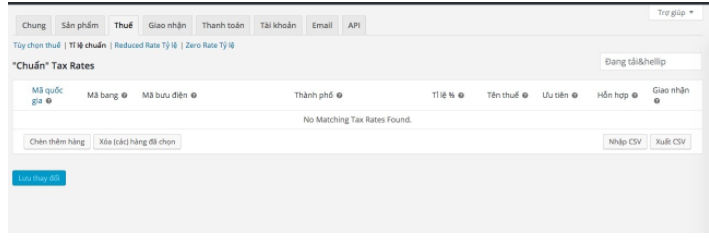 Trợ giúp
Chung Sản phẩm Thuế Giao nhận Thanh toán Tài khoản Email API
Tùy chọn thuế | Tỉ lệ chuẩn | Reduced Rate Tỷ lệ | Zero Rate Tỷ lệ
"Chuẩn" Tax Rates
Đang tải&hellip
Mã quốc gia Mã bang Mã bưu điện Thành phố Tỉ lệ % Tên thuế Ưu tiên Hỗn hợp Giao nhận
No Matching Tax Rates Found.
Chèn thêm hàng Xóa (các) hàng đã chọn Nhập CSV Xuất CSV
Lưu thay đổi